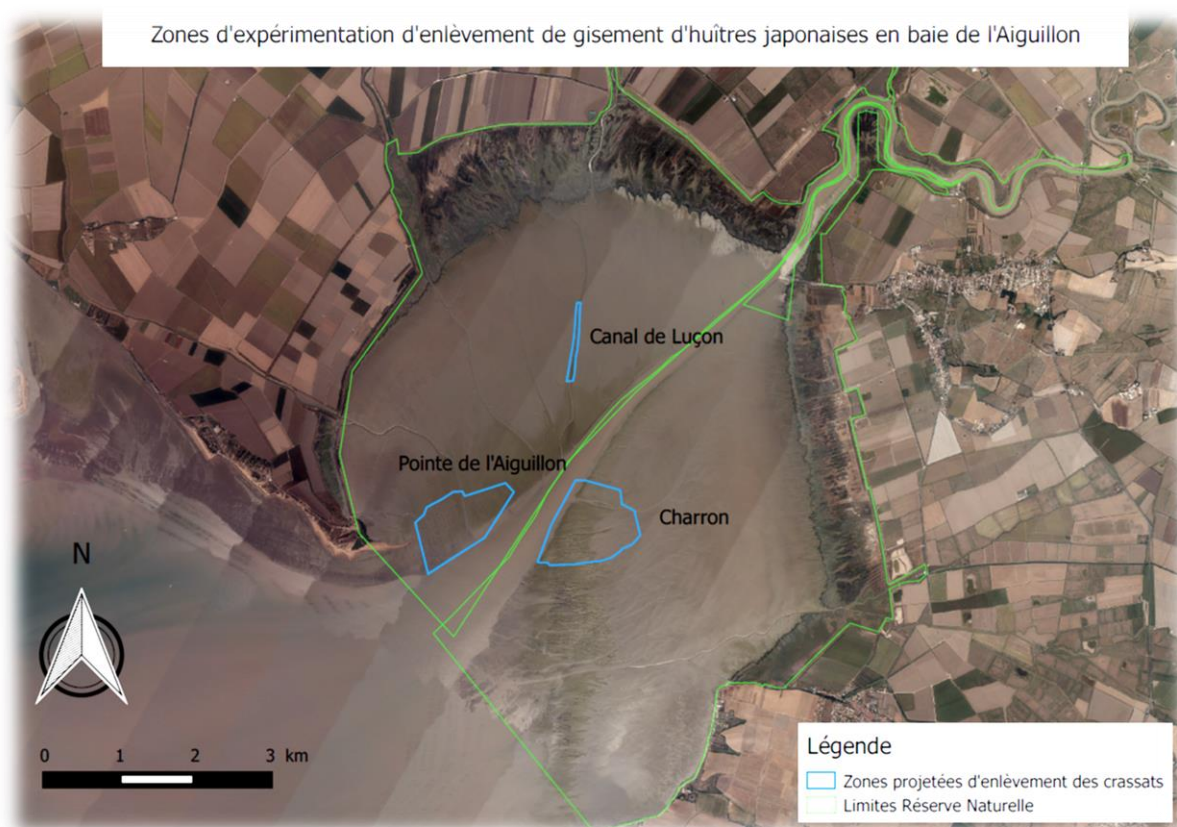 Zones d'expérimentation d'enlèvement de gisement d'huîtres japonaises en baie de l'Aiguillon
Canal de Luçon
Pointe de l'Aiguillon
Charron
N
0 1 2 3 km
Légende
Zones projetées d'enlèvement des crassats
Limites Réserve Naturelle